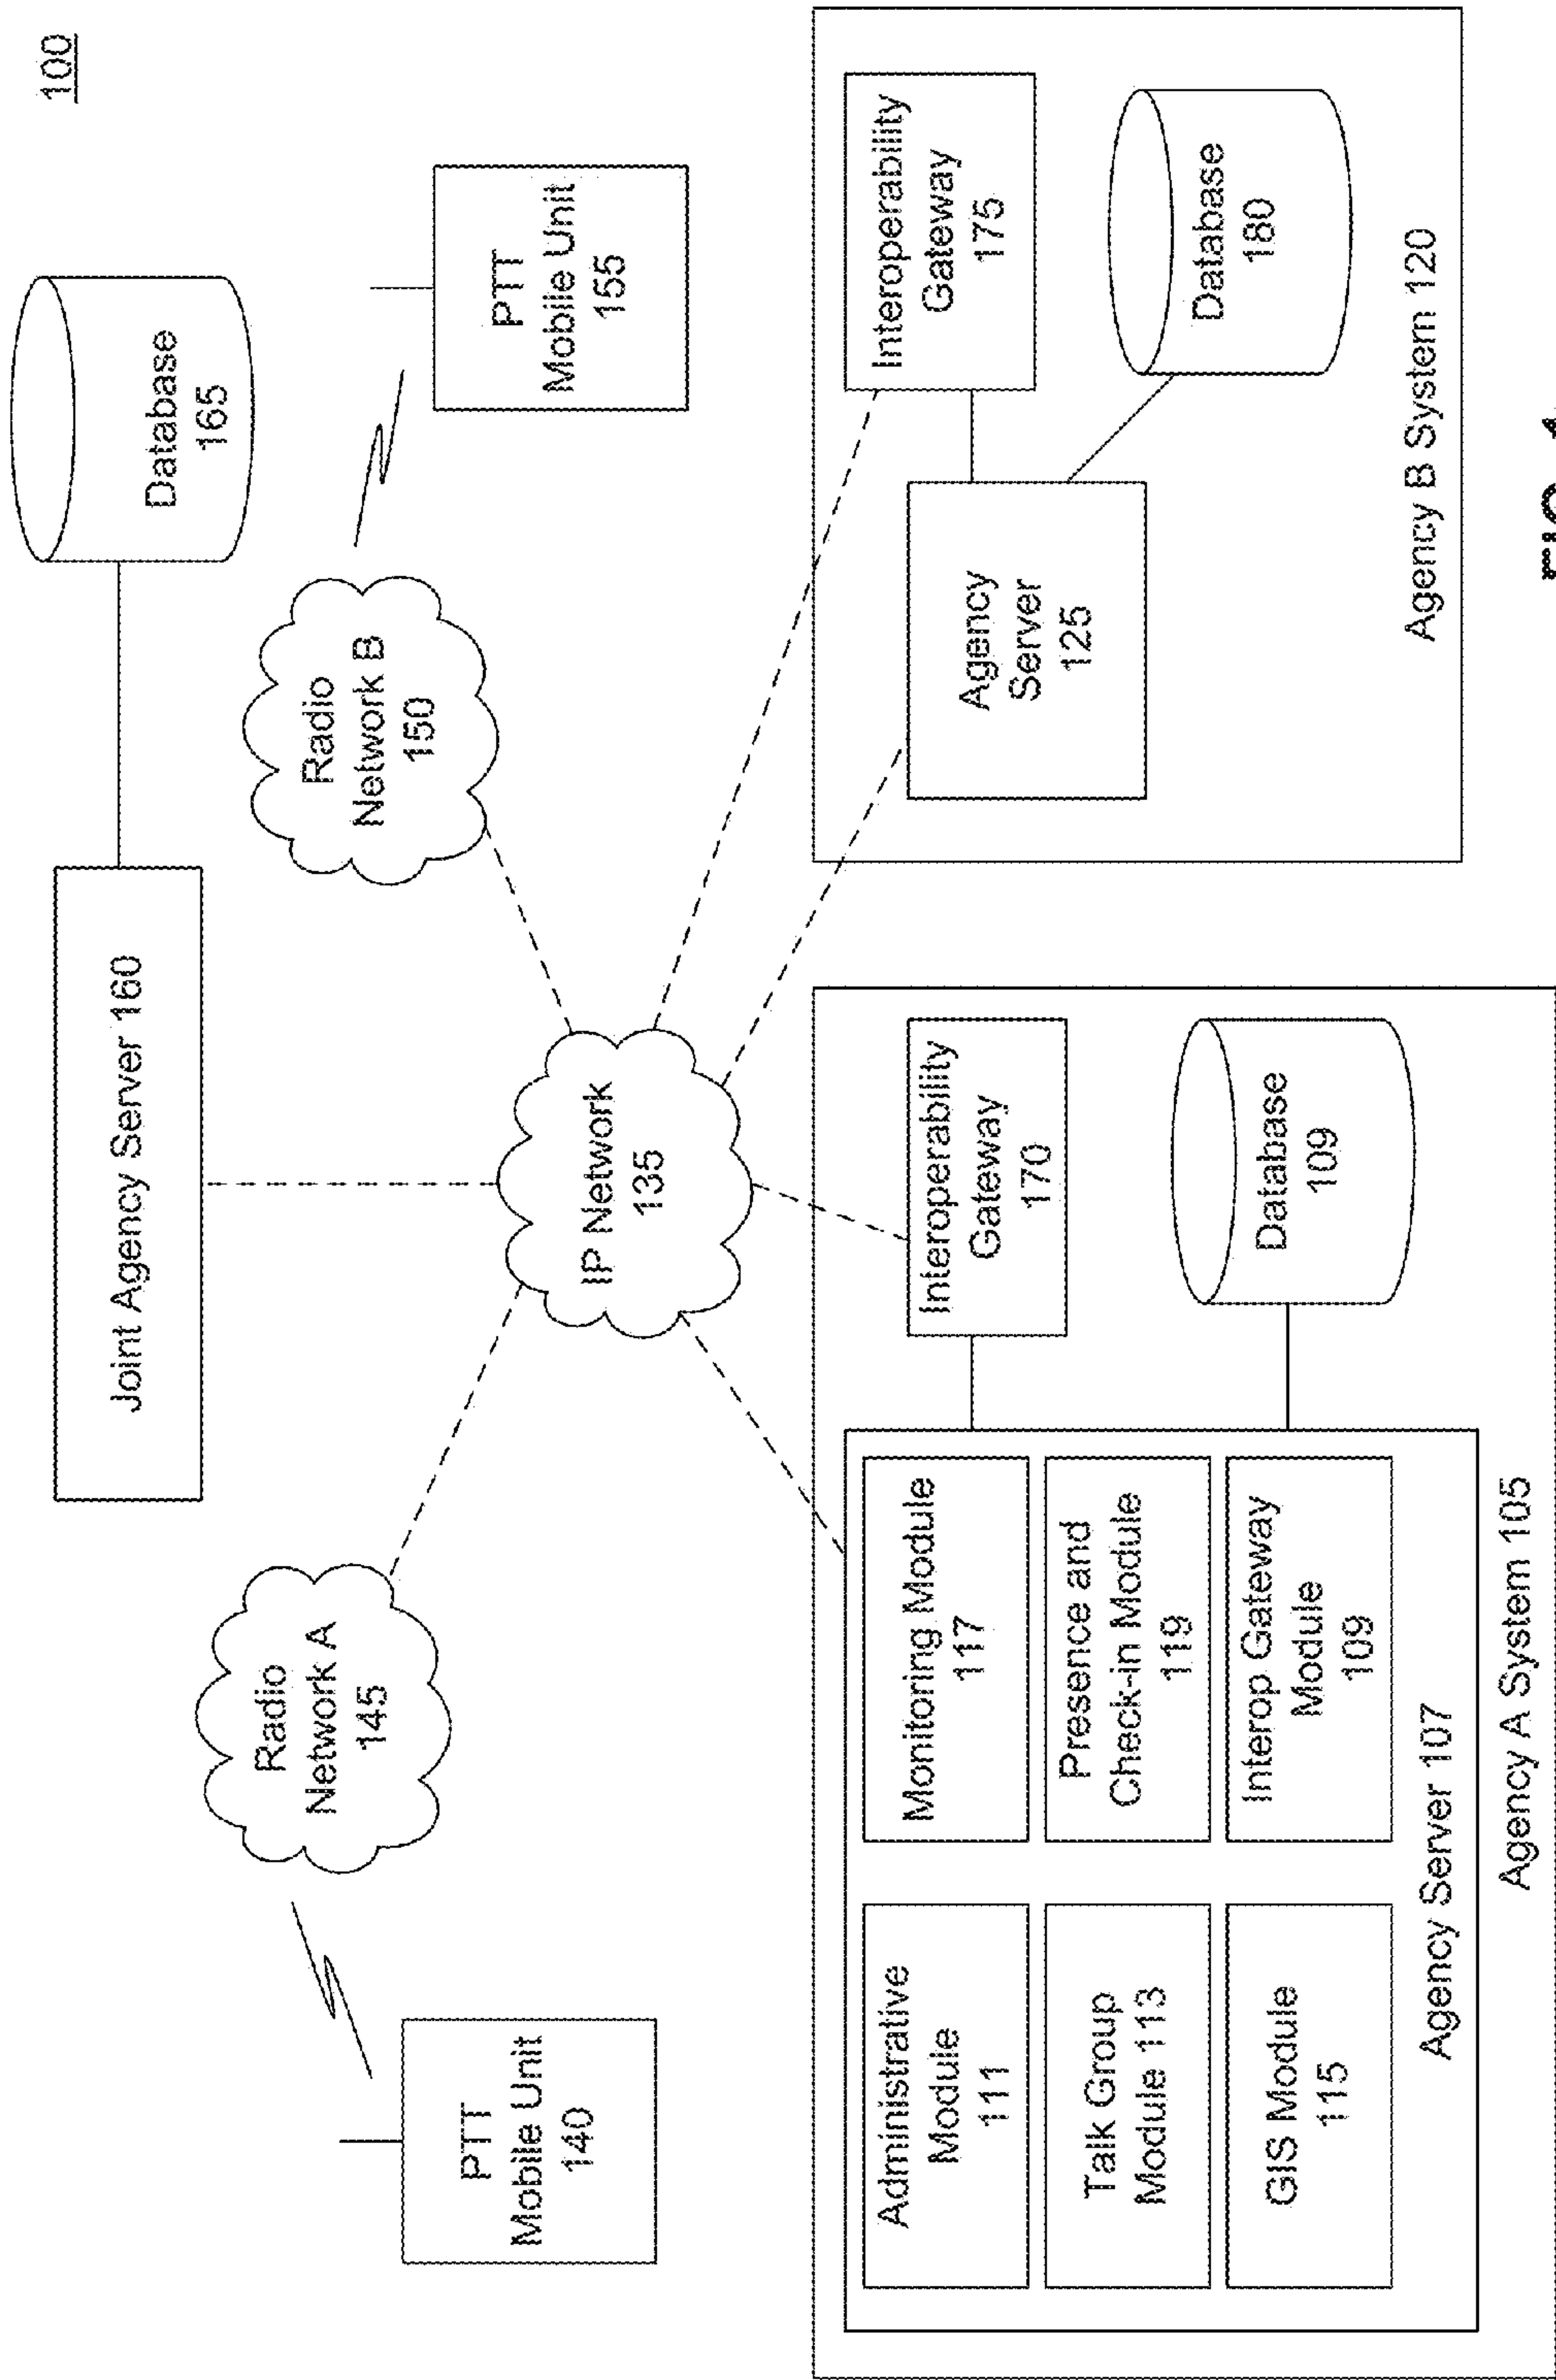 100
Joint Agency Server 160
Database
165
Radio
Network A
145
Radio
Network B
150
PTT
Mobile Unit
140
PTT
Mobile Unit
155
IP Network
135
Administrative
Module
111
Monitoring Module
117
Talk Group
Module 113
Presence and
Check-in Module
119
GIS Module
115
Interop Gateway
Module
109
Agency Server 107
Interoperability
Gateway
170
Database
109
Agency A System 105
Agency
Server
125
Interoperability
Gateway
175
Database
180
Agency B System 120